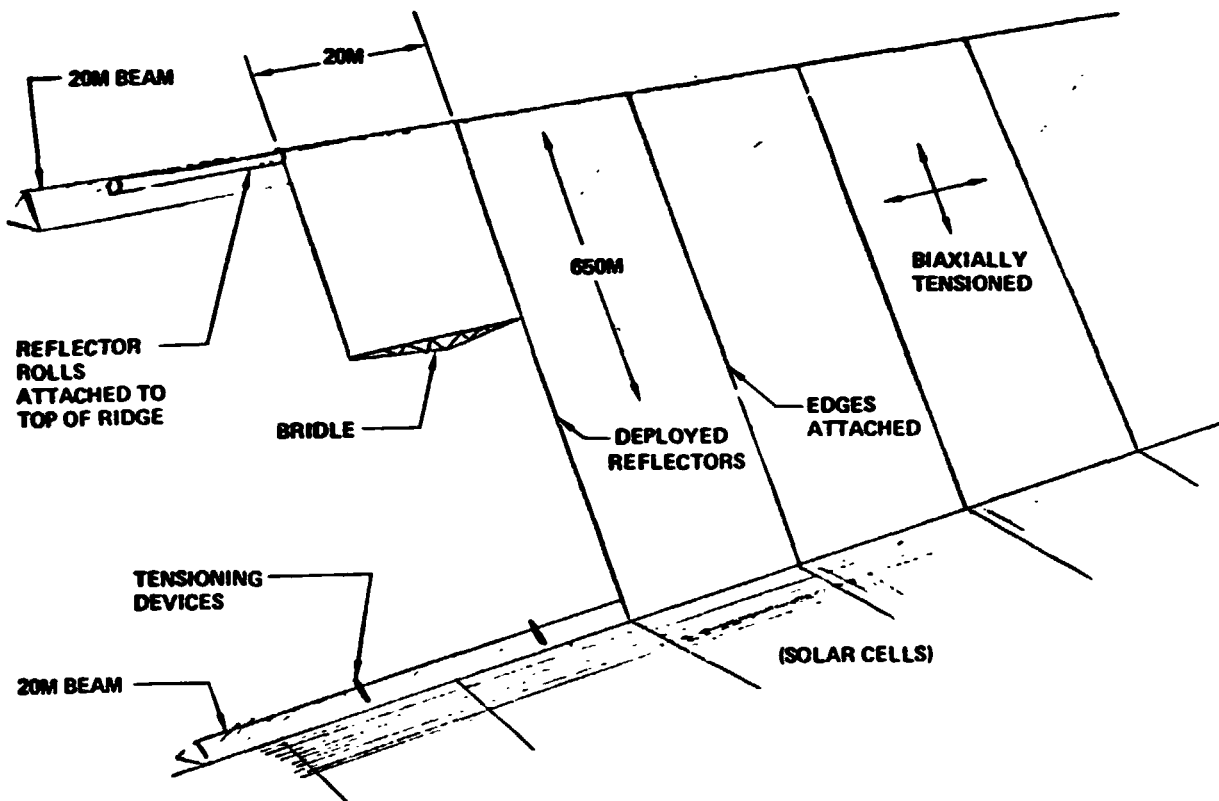 20M
20M BEAM
650M
BIAXIALLY
TENSIONED
REFLECTOR
ROLLS
ATTACHED TO
TOP OF RIDGE
BRIDLE
DEPLOYED
REFLECTORS
EDGES
ATTACHED
TENSIONING
DEVICES
(SOLAR CELLS)
20M BEAM